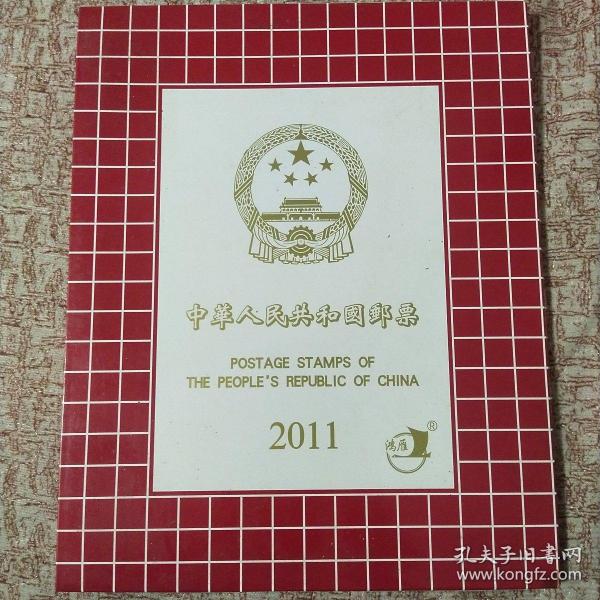 中華人民共和國郵票
POSTAGE STAMPS OF
THE PEOPLE'S REPUBLIC OF CHINA
2011
鸿雁®
孔夫子旧書网
www.kongfz.com